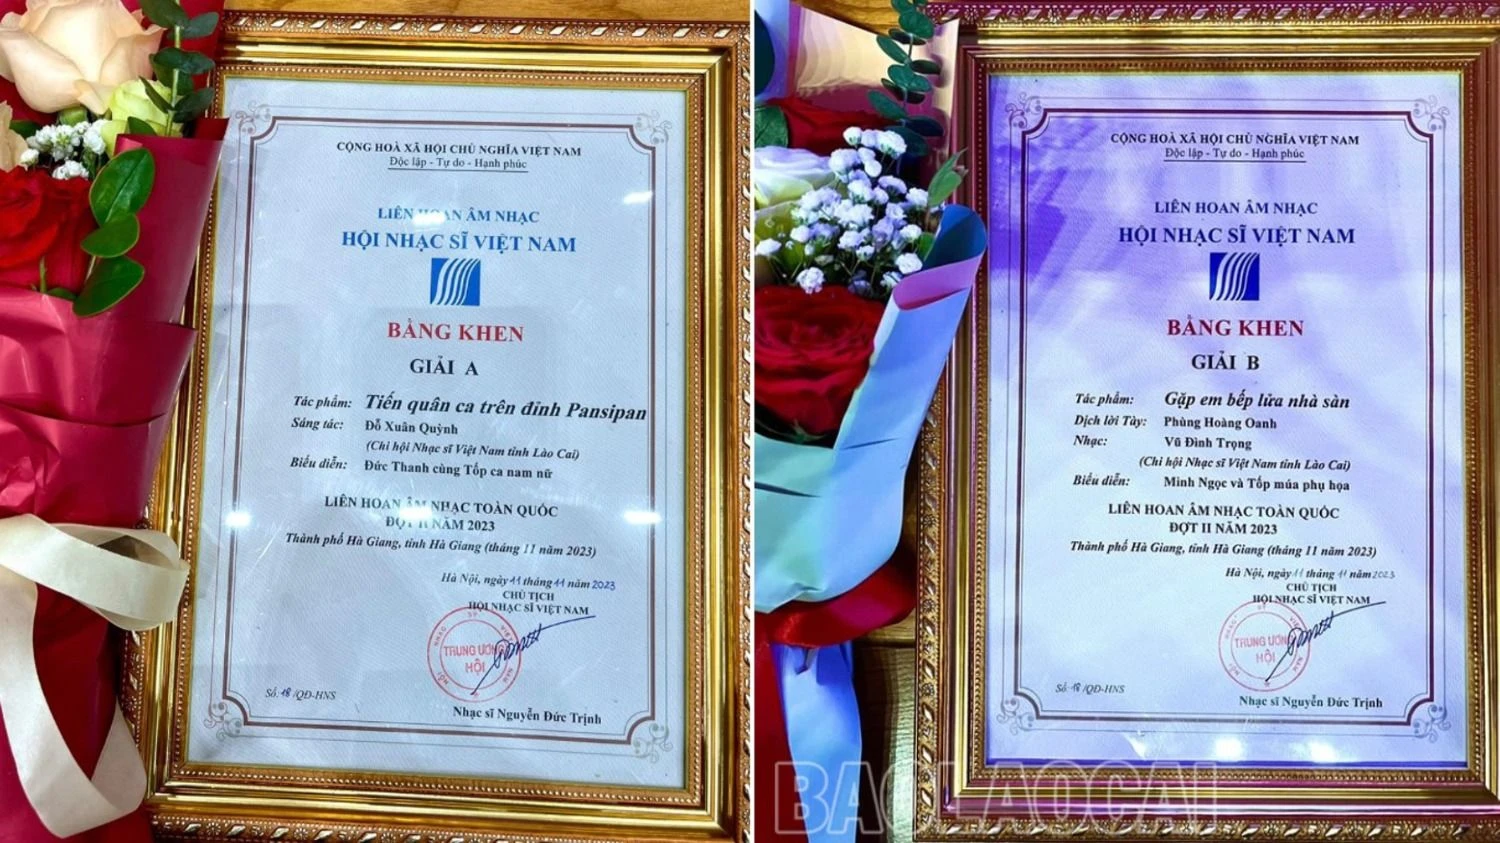 CỘNG HOÀ XÃ HỘI CHỦ NGHĨA VIỆT NAM
Độc lập - Tự do - Hạnh phúc
LIÊN HOAN ÂM NHẠC
HỘI NHẠC SĨ VIỆT NAM
BẰNG KHEN
GIẢI A
Tác phẩm: Tiến quân ca trên đỉnh Pansipan
Sáng tác: Đỗ Xuân Quỳnh
(Chi hội Nhạc sĩ Việt Nam tỉnh Lào Cai)
Biểu diễn: Đức Thanh cùng Tốp ca nam nữ
LIÊN HOAN ÂM NHẠC TOÀN QUỐC
ĐỢT II NĂM 2023
Thành phố Hà Giang, tỉnh Hà Giang (tháng 11 năm 2023)
Hà Nội, ngày 11 tháng 11 năm 2023
CHỦ TỊCH
HỘI NHẠC SĨ VIỆT NAM
TRUNG ƯƠNG
HỘI
Số: 18 /QĐ-HNS
Nhạc sĩ Nguyễn Đức Trịnh
CỘNG HOÀ XÃ HỘI CHỦ NGHĨA VIỆT NAM
Độc lập - Tự do - Hạnh phúc
LIÊN HOAN ÂM NHẠC
HỘI NHẠC SĨ VIỆT NAM
BẰNG KHEN
GIẢI B
Tác phẩm: Gặp em bếp lửa nhà sàn
Dịch lời Tày: Phùng Hoàng Oanh
Nhạc: Vũ Đình Trọng
(Chi hội Nhạc sĩ Việt Nam tỉnh Lào Cai)
Biểu diễn: Minh Ngọc và Tốp múa phụ họa
LIÊN HOAN ÂM NHẠC TOÀN QUỐC
ĐỢT II NĂM 2023
Thành phố Hà Giang, tỉnh Hà Giang (tháng 11 năm 2023)
Hà Nội, ngày 11 tháng 11 năm 2023
CHỦ TỊCH
HỘI NHẠC SĨ VIỆT NAM
TRUNG ƯƠNG
HỘI
Số: 18 /QĐ-HNS
Nhạc sĩ Nguyễn Đức Trịnh
BAOLAOCAI